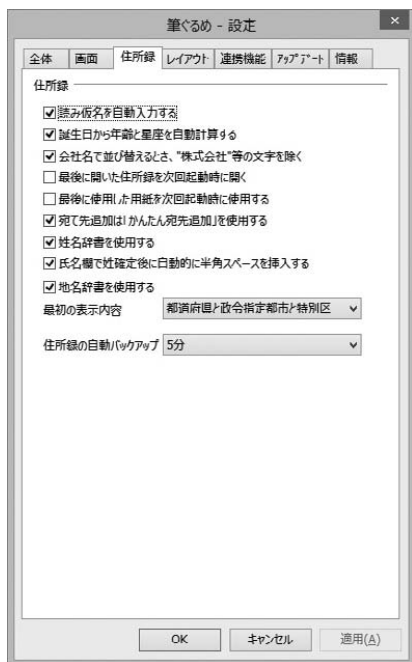 筆ぐるめ - 設定
全体 画面 住所録 レイアウト 連携機能 アップデート 情報
住所録
読み仮名を自動入力する
誕生日から年齢と星座を自動計算する
会社名で並び替えるとき、"株式会社"等の文字を除く
最後に開いた住所録を次回起動時に開く
最後に使用した用紙を次回起動時に使用する
宛て先追加は「かんたん宛先追加」を使用する
姓名辞書を使用する
氏名欄で姓確定後に自動的に半角スペースを挿入する
地名辞書を使用する
最初の表示内容 都道府県と政令指定都市と特別区
住所録の自動バックアップ 5分
OK キャンセル 適用(A)